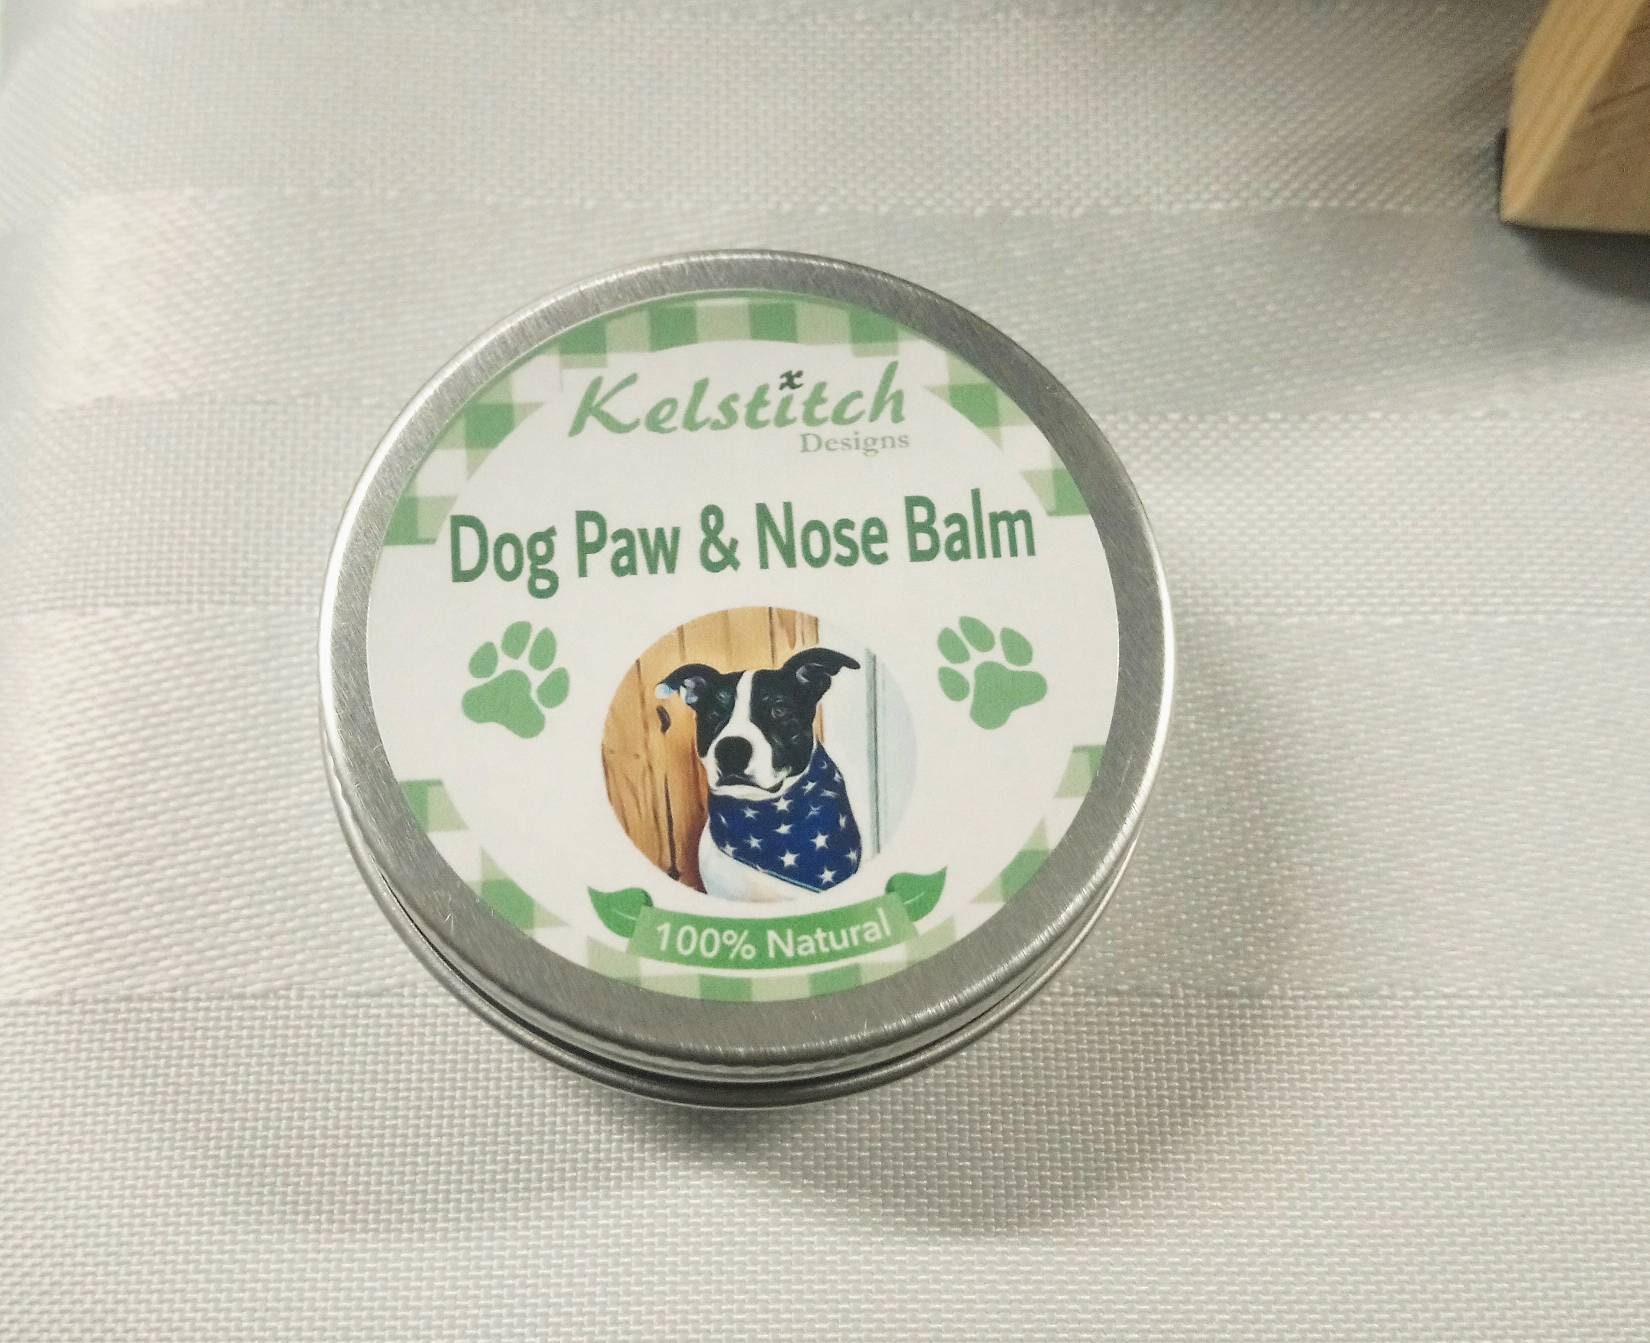 Kelstitch
Designs
Dog Paw & Nose Balm
100% Natural